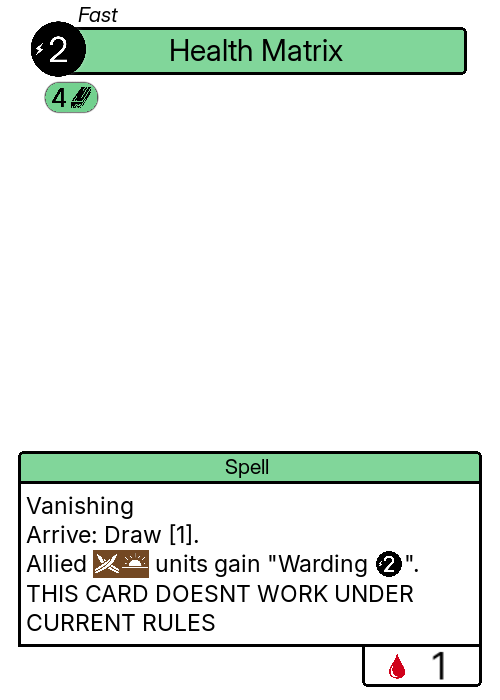 Fast
2 Health Matrix
4
Spell
Vanishing
Arrive: Draw [1].
Allied units gain "Warding 2".
THIS CARD DOESNT WORK UNDER
CURRENT RULES
1